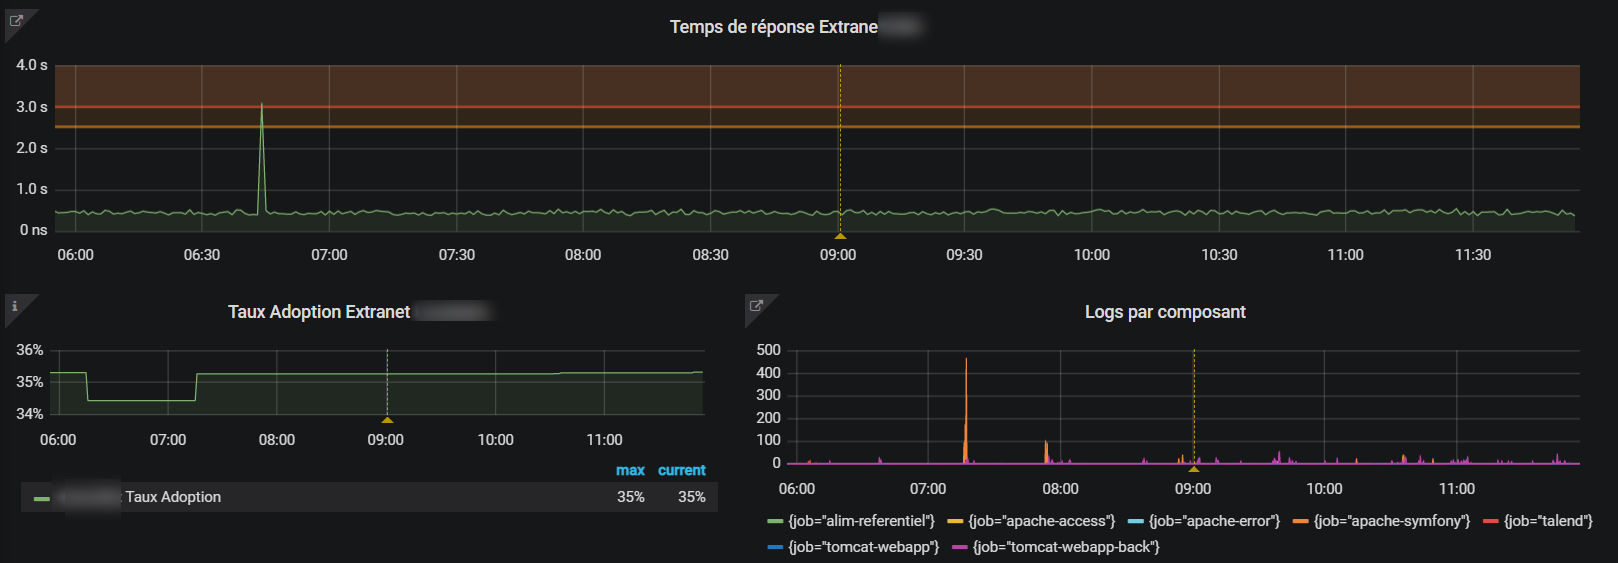 Temps de réponse Extrane
4.0 s
3.0 s
2.0 s
1.0 s
0 ns
06:00 06:30 07:00 07:30 08:00 08:30 09:00 09:30 10:00 10:30 11:00 11:30
i
Taux Adoption Extranet
36%
35%
34%
06:00 07:00 08:00 09:00 10:00 11:00
max current
Taux Adoption 35% 35%
Logs par composant
500
400
300
200
100
0
06:00 07:00 08:00 09:00 10:00 11:00
{job="alim-referentiel"} {job="apache-access"} {job="apache-error"} {job="apache-symfony"} {job="talend"}
{job="tomcat-webapp"} {job="tomcat-webapp-back"}